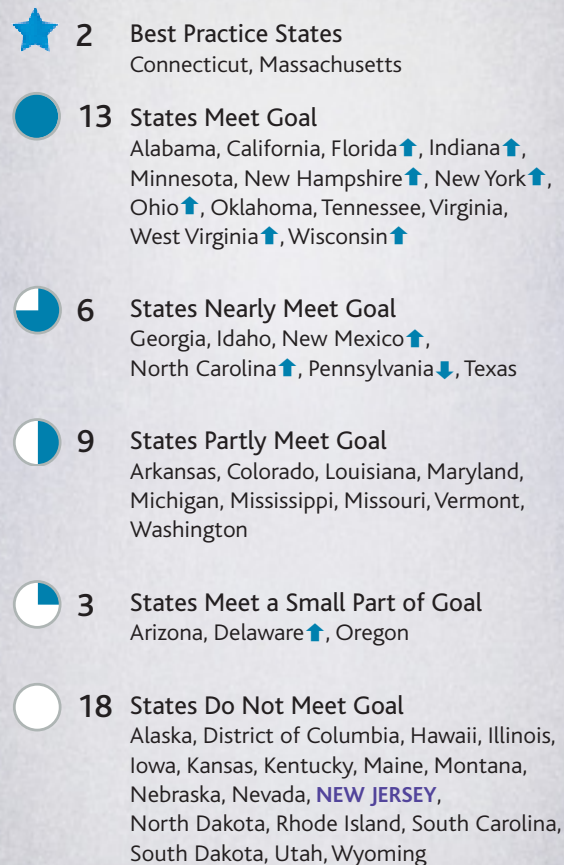 2 Best Practice States
Connecticut, Massachusetts
13 States Meet Goal
Alabama, California, Florida⬆, Indiana⬆,
Minnesota, New Hampshire⬆, New York⬆,
Ohio⬆, Oklahoma, Tennessee, Virginia,
West Virginia⬆, Wisconsin⬆
6 States Nearly Meet Goal
Georgia, Idaho, New Mexico⬆,
North Carolina⬆, Pennsylvania⬇, Texas
9 States Partly Meet Goal
Arkansas, Colorado, Louisiana, Maryland,
Michigan, Mississippi, Missouri, Vermont,
Washington
3 States Meet a Small Part of Goal
Arizona, Delaware⬆, Oregon
18 States Do Not Meet Goal
Alaska, District of Columbia, Hawaii, Illinois,
Iowa, Kansas, Kentucky, Maine, Montana,
Nebraska, Nevada, NEW JERSEY,
North Dakota, Rhode Island, South Carolina,
South Dakota, Utah, Wyoming